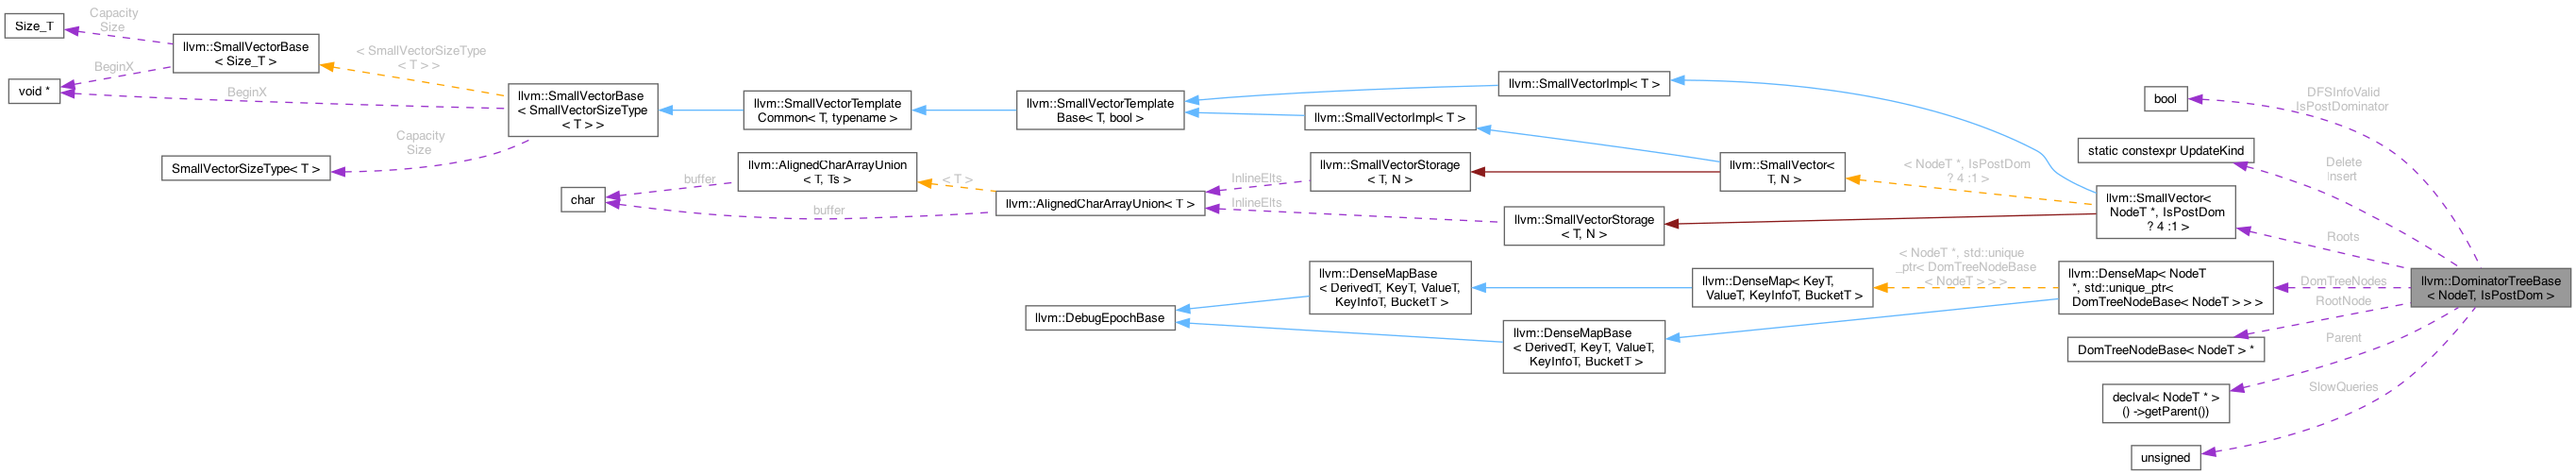 Size_T
Capacity
Size
llvm::SmallVectorBase
< Size_T >
BeginX
void *
< SmallVectorSizeType
< T > >
BeginX
llvm::SmallVectorBase
< SmallVectorSizeType
< T > >
Capacity
Size
SmallVectorSizeType< T >
llvm::SmallVectorTemplate
Common< T, typename >
llvm::SmallVectorTemplate
Base< T, bool >
llvm::SmallVectorImpl< T >
llvm::SmallVectorImpl< T >
char
buffer
buffer
llvm::AlignedCharArrayUnion
< T, Ts >
< T >
llvm::AlignedCharArrayUnion< T >
InlineElts
InlineElts
llvm::SmallVectorStorage
< T, N >
llvm::SmallVectorStorage
< T, N >
llvm::SmallVector<
T, N >
< NodeT *, IsPostDom
? 4 :1 >
llvm::SmallVector<
NodeT *, IsPostDom
? 4 :1 >
bool
DFSInfoValid
IsPostDominator
static constexpr UpdateKind
Delete
Insert
Roots
llvm::DebugEpochBase
llvm::DenseMapBase
< DerivedT, KeyT, ValueT,
KeyInfoT, BucketT >
llvm::DenseMapBase
< DerivedT, KeyT, ValueT,
KeyInfoT, BucketT >
llvm::DenseMap< KeyT,
ValueT, KeyInfoT, BucketT >
< NodeT *, std::unique
_ptr< DomTreeNodeBase
< NodeT > > >
llvm::DenseMap< NodeT
*, std::unique_ptr<
DomTreeNodeBase< NodeT > > >
DomTreeNodes
RootNode
DomTreeNodeBase< NodeT > *
Parent
declval< NodeT * >
() ->getParent())
SlowQueries
unsigned
llvm::DominatorTreeBase
< NodeT, IsPostDom >